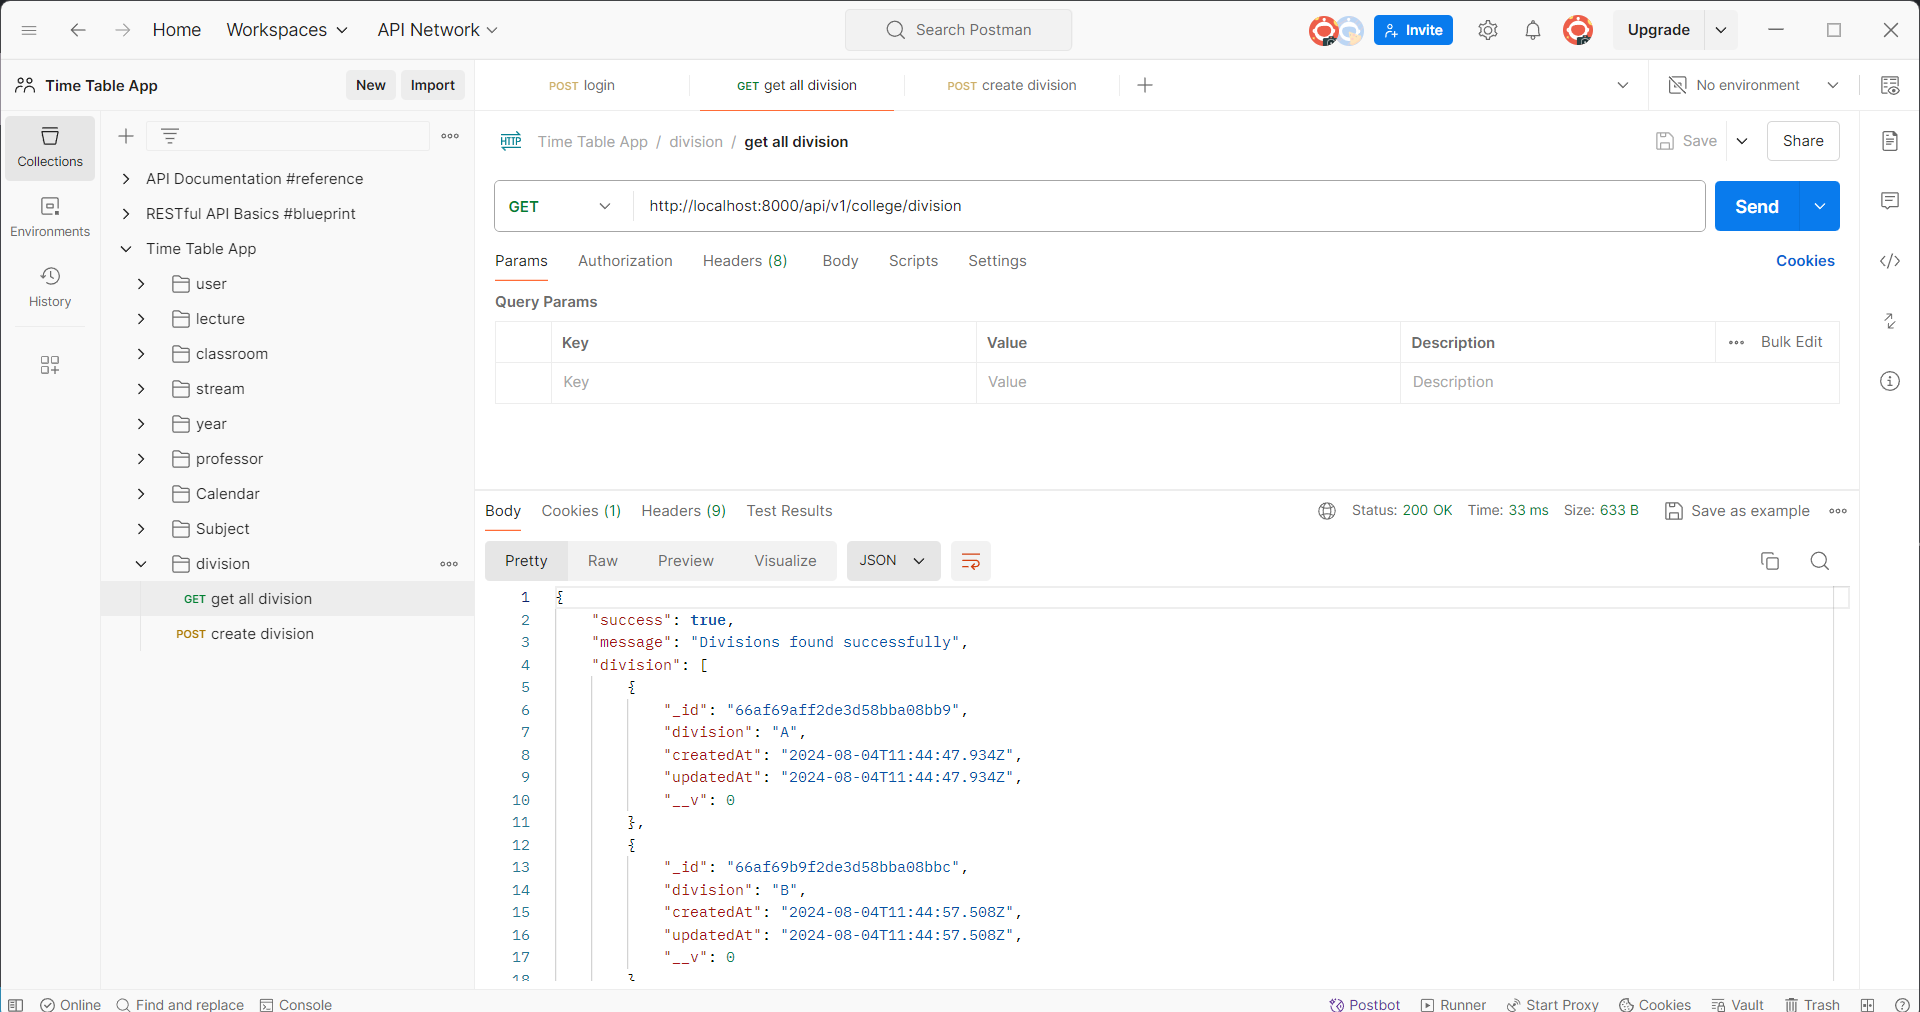 Home Workspaces API Network Search Postman Invite Upgrade
Time Table App New Import POST login GET get all division POST create division No environment
Collections
Environments
History
API Documentation #reference
RESTful API Basics #blueprint
Time Table App
user
lecture
classroom
stream
year
professor
Calendar
Subject
division
GET get all division
POST create division
HTTP Time Table App / division / get all division Save Share
GET http://localhost:8000/api/v1/college/division Send
Params Authorization Headers (8) Body Scripts Settings Cookies
Query Params
Key Value Description Bulk Edit
Key Value Description
Body Cookies (1) Headers (9) Test Results Status: 200 OK Time: 33 ms Size: 633 B Save as example
Pretty Raw Preview Visualize JSON
1 {
2 "success": true,
3 "message": "Divisions found successfully",
4 "division": [
5 {
6 "_id": "66af69aff2de3d58bba08bb9",
7 "division": "A",
8 "createdAt": "2024-08-04T11:44:47.934Z",
9 "updatedAt": "2024-08-04T11:44:47.934Z",
10 "__v": 0
11 },
12 {
13 "_id": "66af69b9f2de3d58bba08bbc",
14 "division": "B",
15 "createdAt": "2024-08-04T11:44:57.508Z",
16 "updatedAt": "2024-08-04T11:44:57.508Z",
17 "__v": 0
18 }
Online Find and replace Console Postbot Runner Start Proxy Cookies Vault Trash